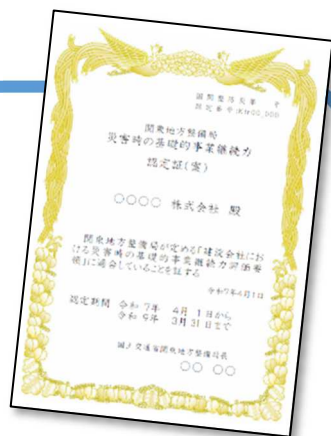 関東地方整備局
災害時の基礎的事業継続力
認定証(案)
○○○○ 株式会社 殿
関東地方整備局が定める「建設会社にお
ける災害時の基礎的事業継続力評価要
領」に適合していることを証する
令和7年4月1日
認定期間 令和 7年 4月 1日から
令和 9年 3月31日まで
国土交通省関東地方整備局長
○○ ○○